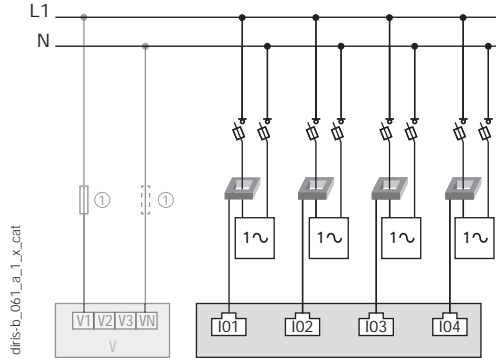 L1
N
① ①
1∿ 1∿ 1∿ 1∿
V1 V2 V3 VN
V
I01 I02 I03 I04
diris-b_061_a_1_x_cat